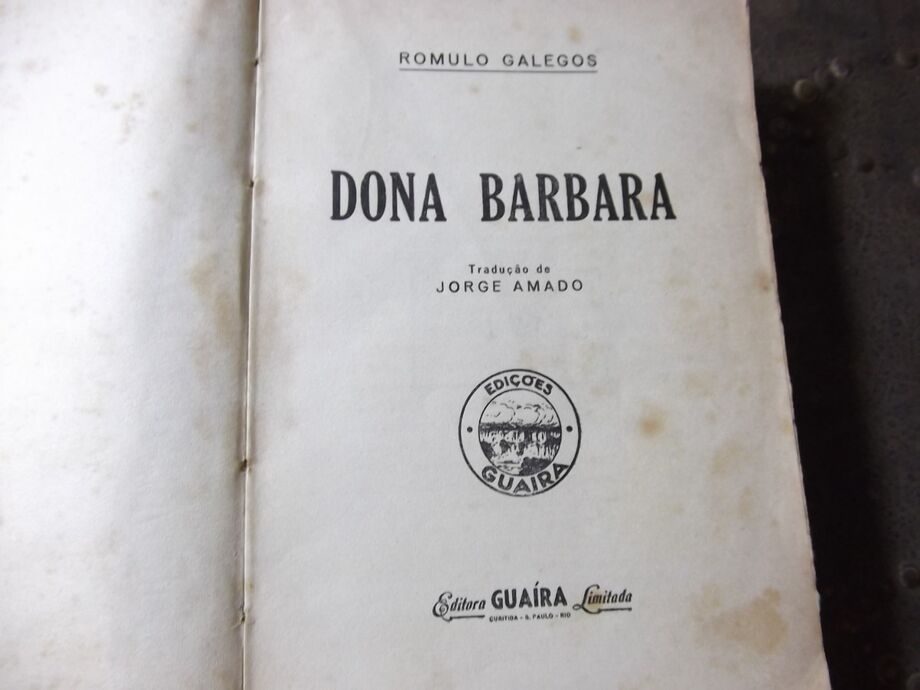 ROMULO GALEGOS
DONA BARBARA
Tradução de
JORGE AMADO
EDIÇÕES
GUAIRA
Editora GUAÍRA Limitada
CURITIBA - S. PAULO - RIO